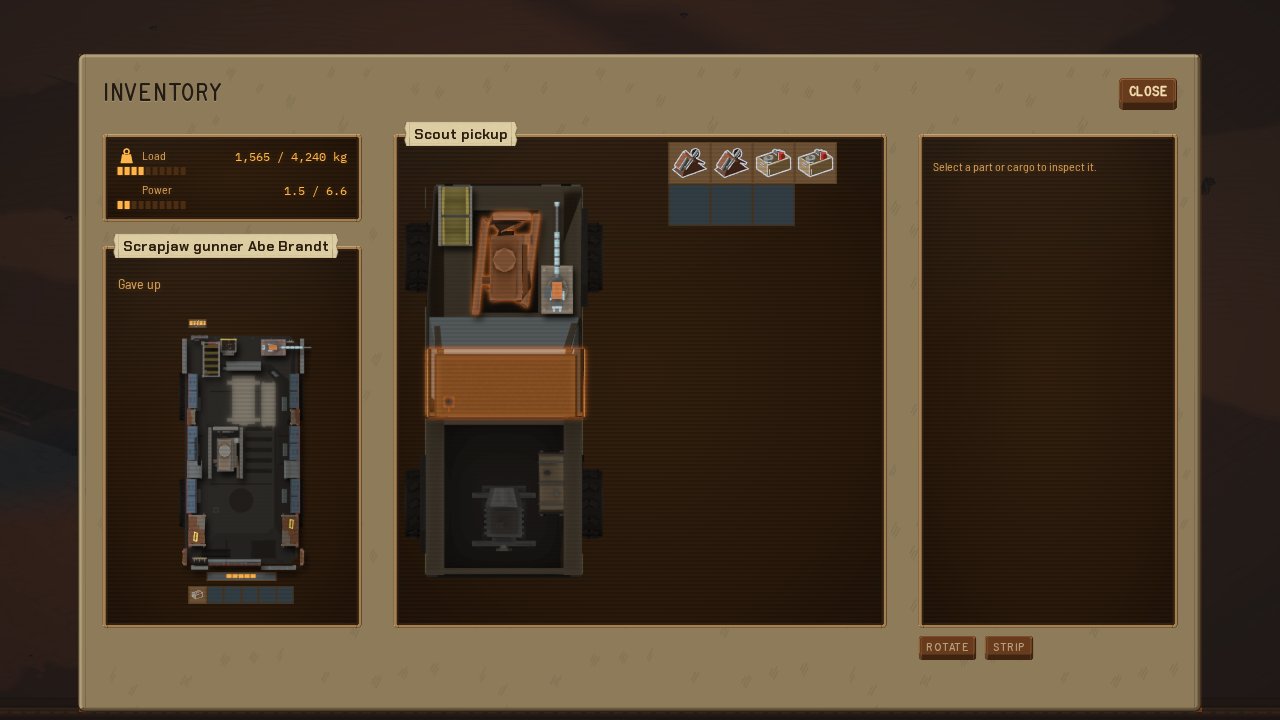 INVENTORY
CLOSE
Load 1,565 / 4,240 kg
Power 1.5 / 6.6
Scrapjaw gunner Abe Brandt
Gave up
Scout pickup
Select a part or cargo to inspect it.
ROTATE STRIP